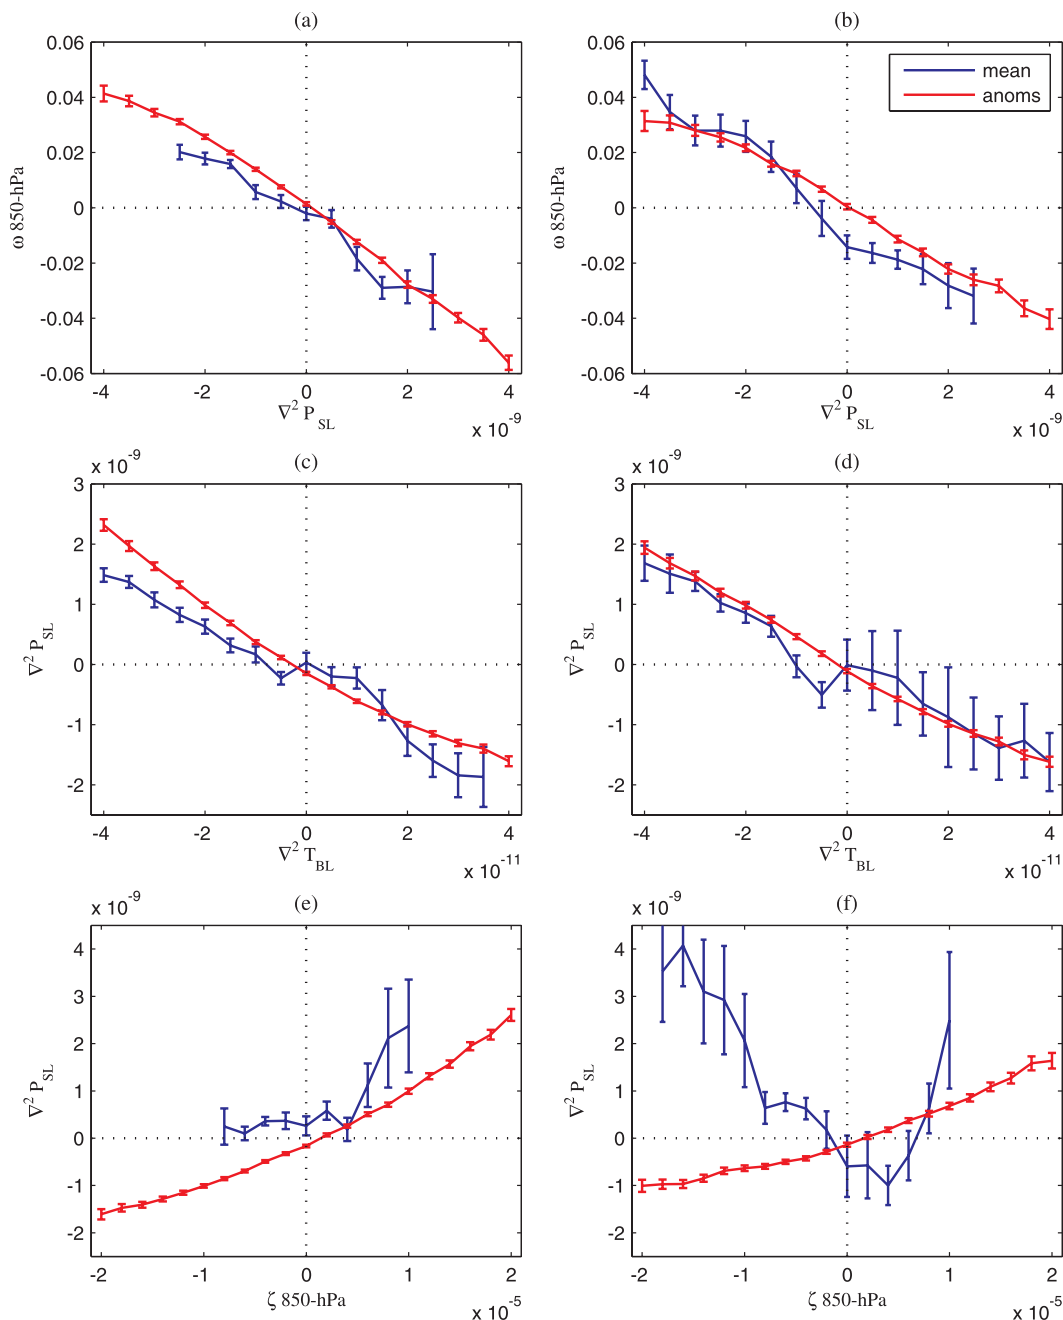 (a)
0.06
0.04
0.02
0
-0.02
-0.04
-0.06
ω 850-hPa
-4 -2 0 2 4
∇² P_SL
x 10⁻⁹
(b)
0.06
0.04
0.02
0
-0.02
-0.04
-0.06
ω 850-hPa
mean
anoms
-4 -2 0 2 4
∇² P_SL
x 10⁻⁹
(c)
x 10⁻⁹
3
2
1
0
-1
-2
∇² P_SL
-4 -2 0 2 4
∇² T_BL
x 10⁻¹¹
(d)
x 10⁻⁹
3
2
1
0
-1
-2
∇² P_SL
-4 -2 0 2 4
∇² T_BL
x 10⁻¹¹
(e)
x 10⁻⁹
4
3
2
1
0
-1
-2
∇² P_SL
-2 -1 0 1 2
ζ 850-hPa
x 10⁻⁵
(f)
x 10⁻⁹
4
3
2
1
0
-1
-2
∇² P_SL
-2 -1 0 1 2
ζ 850-hPa
x 10⁻⁵